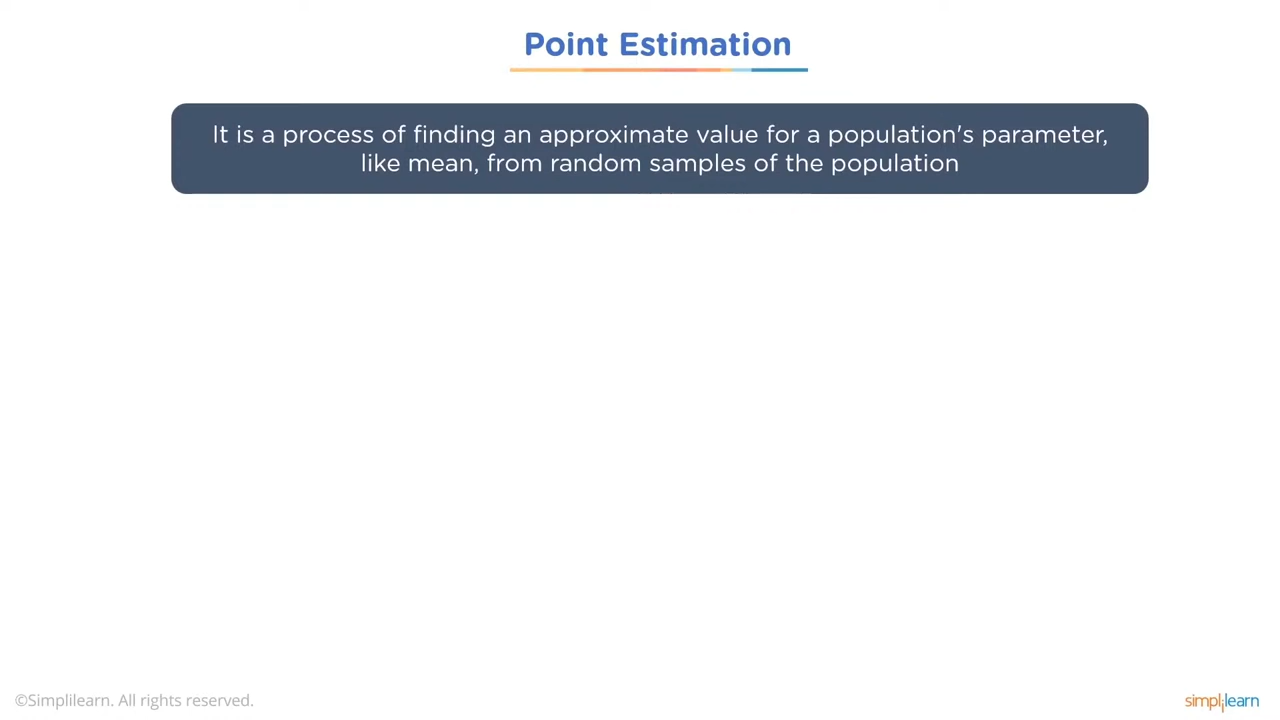 Point Estimation
It is a process of finding an approximate value for a population's parameter,
like mean, from random samples of the population
©Simplilearn. All rights reserved.
simplilearn